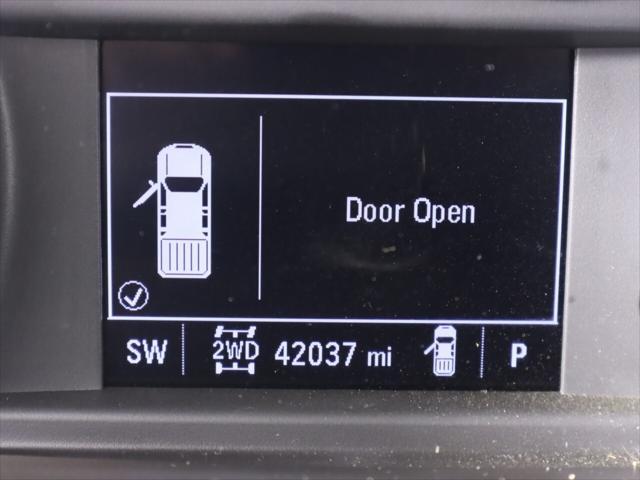 Door Open
SW 2WD 42037 mi P